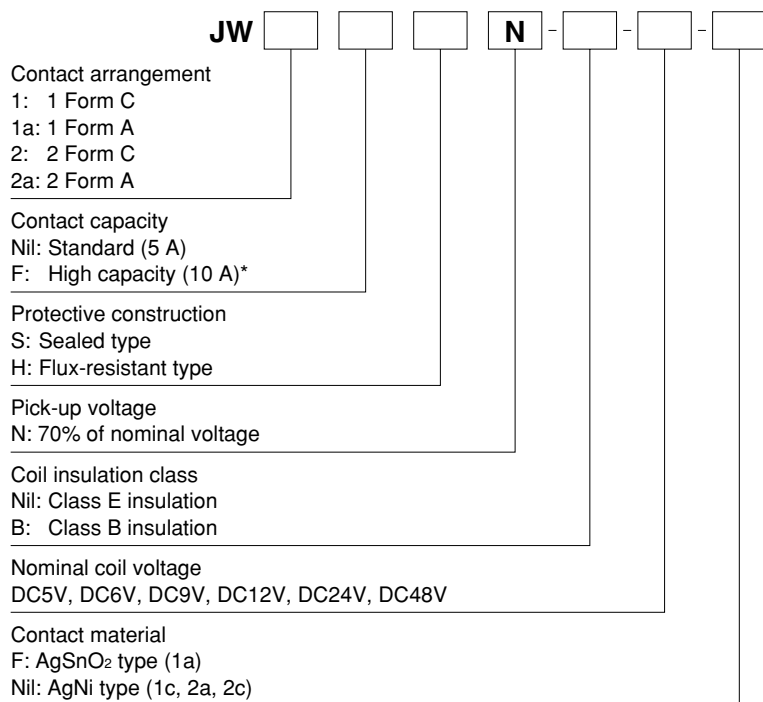 JW N - - -
Contact arrangement
1: 1 Form C
1a: 1 Form A
2: 2 Form C
2a: 2 Form A
Contact capacity
Nil: Standard (5 A)
F: High capacity (10 A)*
Protective construction
S: Sealed type
H: Flux-resistant type
Pick-up voltage
N: 70% of nominal voltage
Coil insulation class
Nil: Class E insulation
B: Class B insulation
Nominal coil voltage
DC5V, DC6V, DC9V, DC12V, DC24V, DC48V
Contact material
F: AgSnO2 type (1a)
Nil: AgNi type (1c, 2a, 2c)